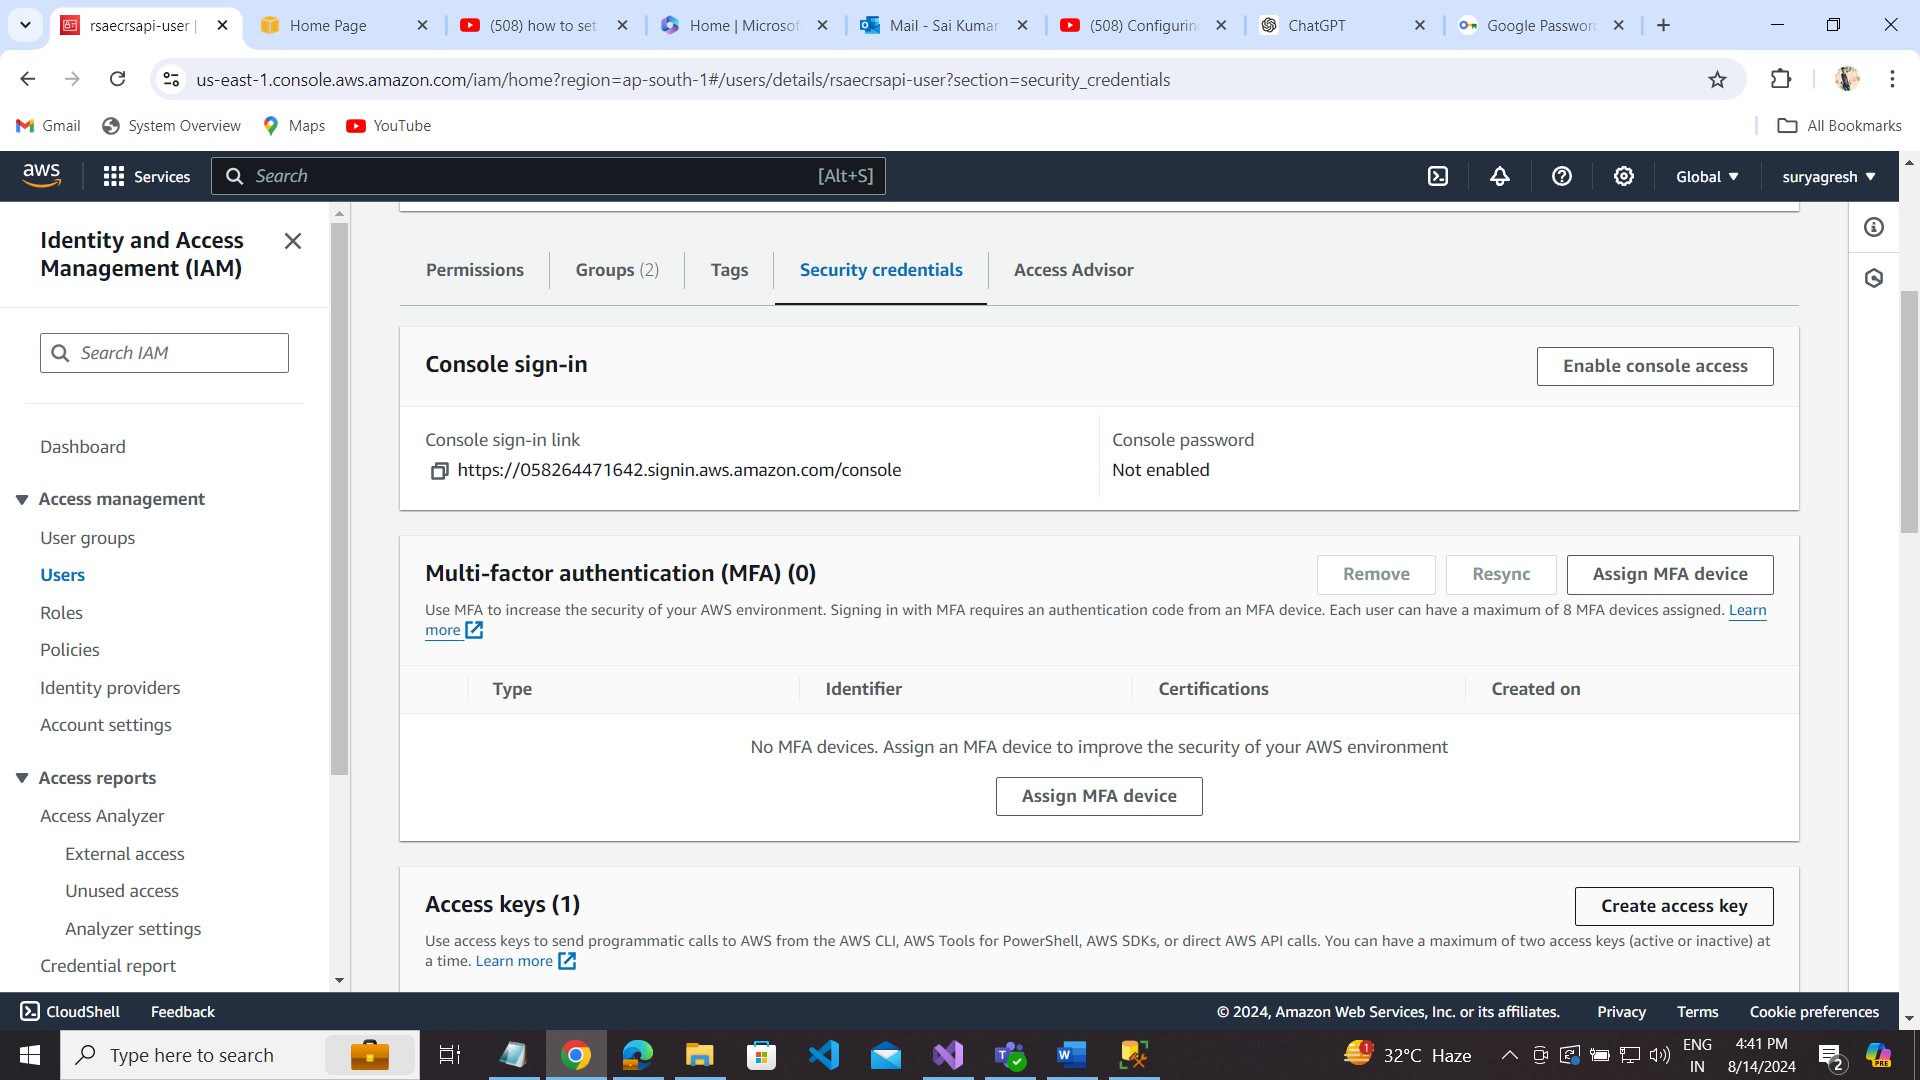 rsaecrsapi-user |
Home Page
(508) how to set
Home | Microsof
Mail - Sai Kumar
(508) Configuring
ChatGPT
Google Password
us-east-1.console.aws.amazon.com/iam/home?region=ap-south-1#/users/details/rsaecrsapi-user?section=security_credentials
Gmail
System Overview
Maps
YouTube
All Bookmarks
aws
Services
Search
[Alt+S]
Global
suryagresh
Identity and Access
Management (IAM)
Search IAM
Dashboard
Access management
User groups
Users
Roles
Policies
Identity providers
Account settings
Access reports
Access Analyzer
External access
Unused access
Analyzer settings
Credential report
Permissions
Groups (2)
Tags
Security credentials
Access Advisor
Console sign-in
Enable console access
Console sign-in link
https://058264471642.signin.aws.amazon.com/console
Console password
Not enabled
Multi-factor authentication (MFA) (0)
Remove
Resync
Assign MFA device
Use MFA to increase the security of your AWS environment. Signing in with MFA requires an authentication code from an MFA device. Each user can have a maximum of 8 MFA devices assigned. Learn
more
Type
Identifier
Certifications
Created on
No MFA devices. Assign an MFA device to improve the security of your AWS environment
Assign MFA device
Access keys (1)
Create access key
Use access keys to send programmatic calls to AWS from the AWS CLI, AWS Tools for PowerShell, AWS SDKs, or direct AWS API calls. You can have a maximum of two access keys (active or inactive) at
a time. Learn more
CloudShell
Feedback
© 2024, Amazon Web Services, Inc. or its affiliates.
Privacy
Terms
Cookie preferences
Type here to search
1
32°C Haze
ENG
IN
4:41 PM
8/14/2024
2
PRE